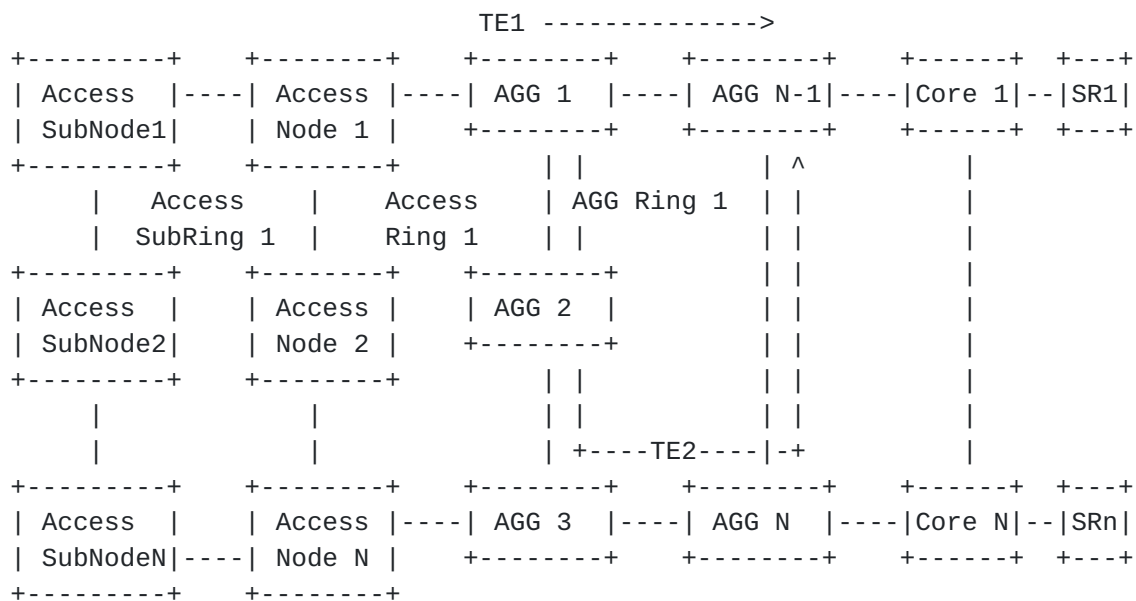 TE1 -------------->
+---------+    +--------+    +--------+    +--------+    +------+  +---+
| Access  |----| Access |----| AGG 1  |----| AGG N-1|----|Core 1|--|SR1|
| SubNode1|    | Node 1 |    +--------+    +--------+    +------+  +---+
+---------+    +--------+         | |           | ^          |
     |   Access    |    Access    | AGG Ring 1  | |          |
     |  SubRing 1  |    Ring 1    | |           | |          |
+---------+    +--------+    +--------+         | |          |
| Access  |    | Access |    | AGG 2  |         | |          |
| SubNode2|    | Node 2 |    +--------+         | |          |
+---------+    +--------+         | |           | |          |
     |             |              | |           | |          |
     |             |              | +----TE2----|-+          |
+---------+    +--------+    +--------+    +--------+    +------+  +---+
| Access  |    | Access |----| AGG 3  |----| AGG N  |----|Core N|--|SRn|
| SubNodeN|----| Node N |    +--------+    +--------+    +------+  +---+
+---------+    +--------+